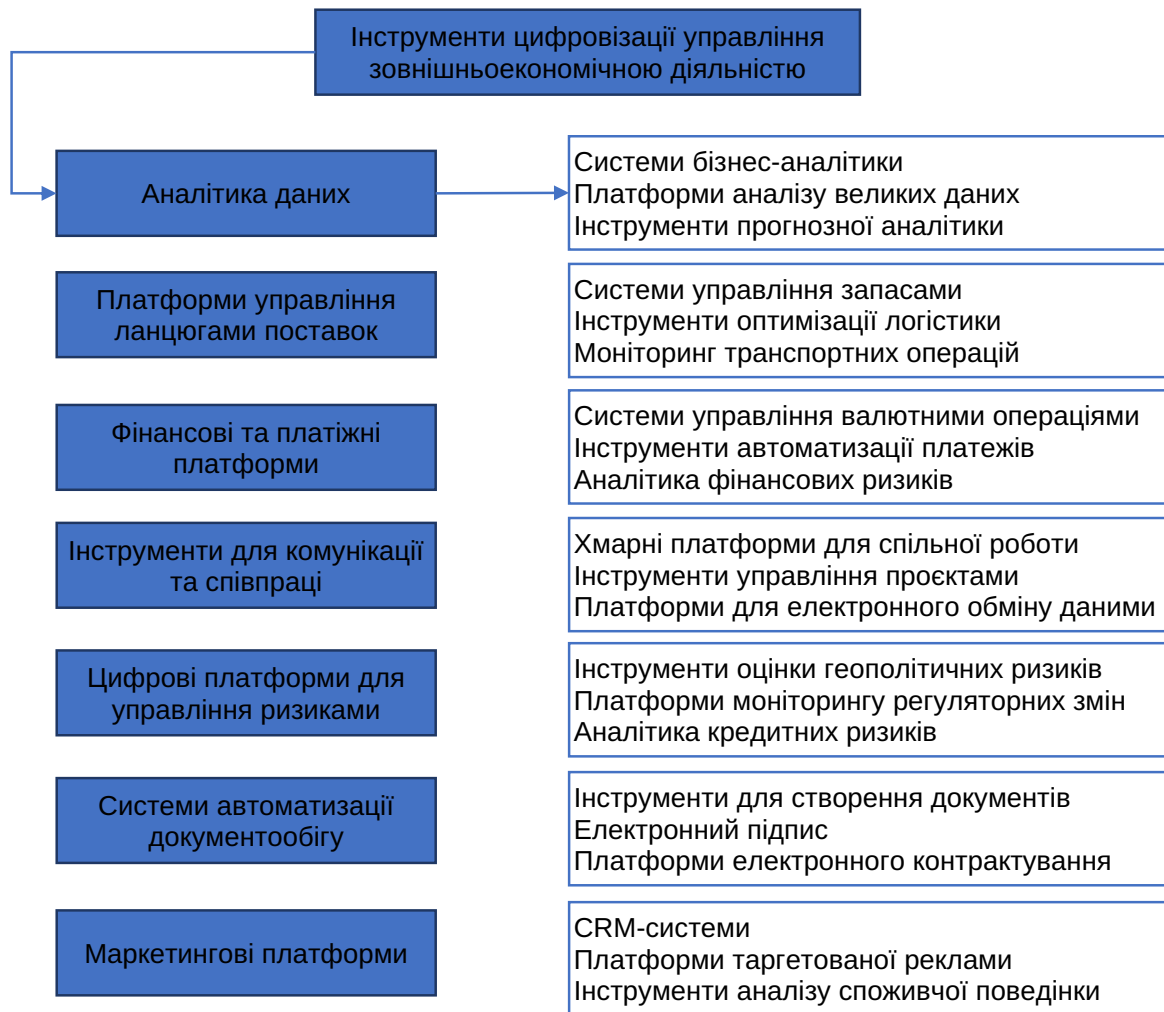 Інструменти цифровізації управління
зовнішньоекономічною діяльністю
Аналітика даних
Системи бізнес-аналітики
Платформи аналізу великих даних
Інструменти прогнозної аналітики
Платформи управління
ланцюгами поставок
Системи управління запасами
Інструменти оптимізації логістики
Моніторинг транспортних операцій
Фінансові та платіжні
платформи
Системи управління валютними операціями
Інструменти автоматизації платежів
Аналітика фінансових ризиків
Інструменти для комунікації
та співпраці
Хмарні платформи для спільної роботи
Інструменти управління проєктами
Платформи для електронного обміну даними
Цифрові платформи для
управління ризиками
Інструменти оцінки геополітичних ризиків
Платформи моніторингу регуляторних змін
Аналітика кредитних ризиків
Системи автоматизації
документообігу
Інструменти для створення документів
Електронний підпис
Платформи електронного контрактування
Маркетингові платформи
CRM-системи
Платформи таргетованої реклами
Інструменти аналізу споживчої поведінки